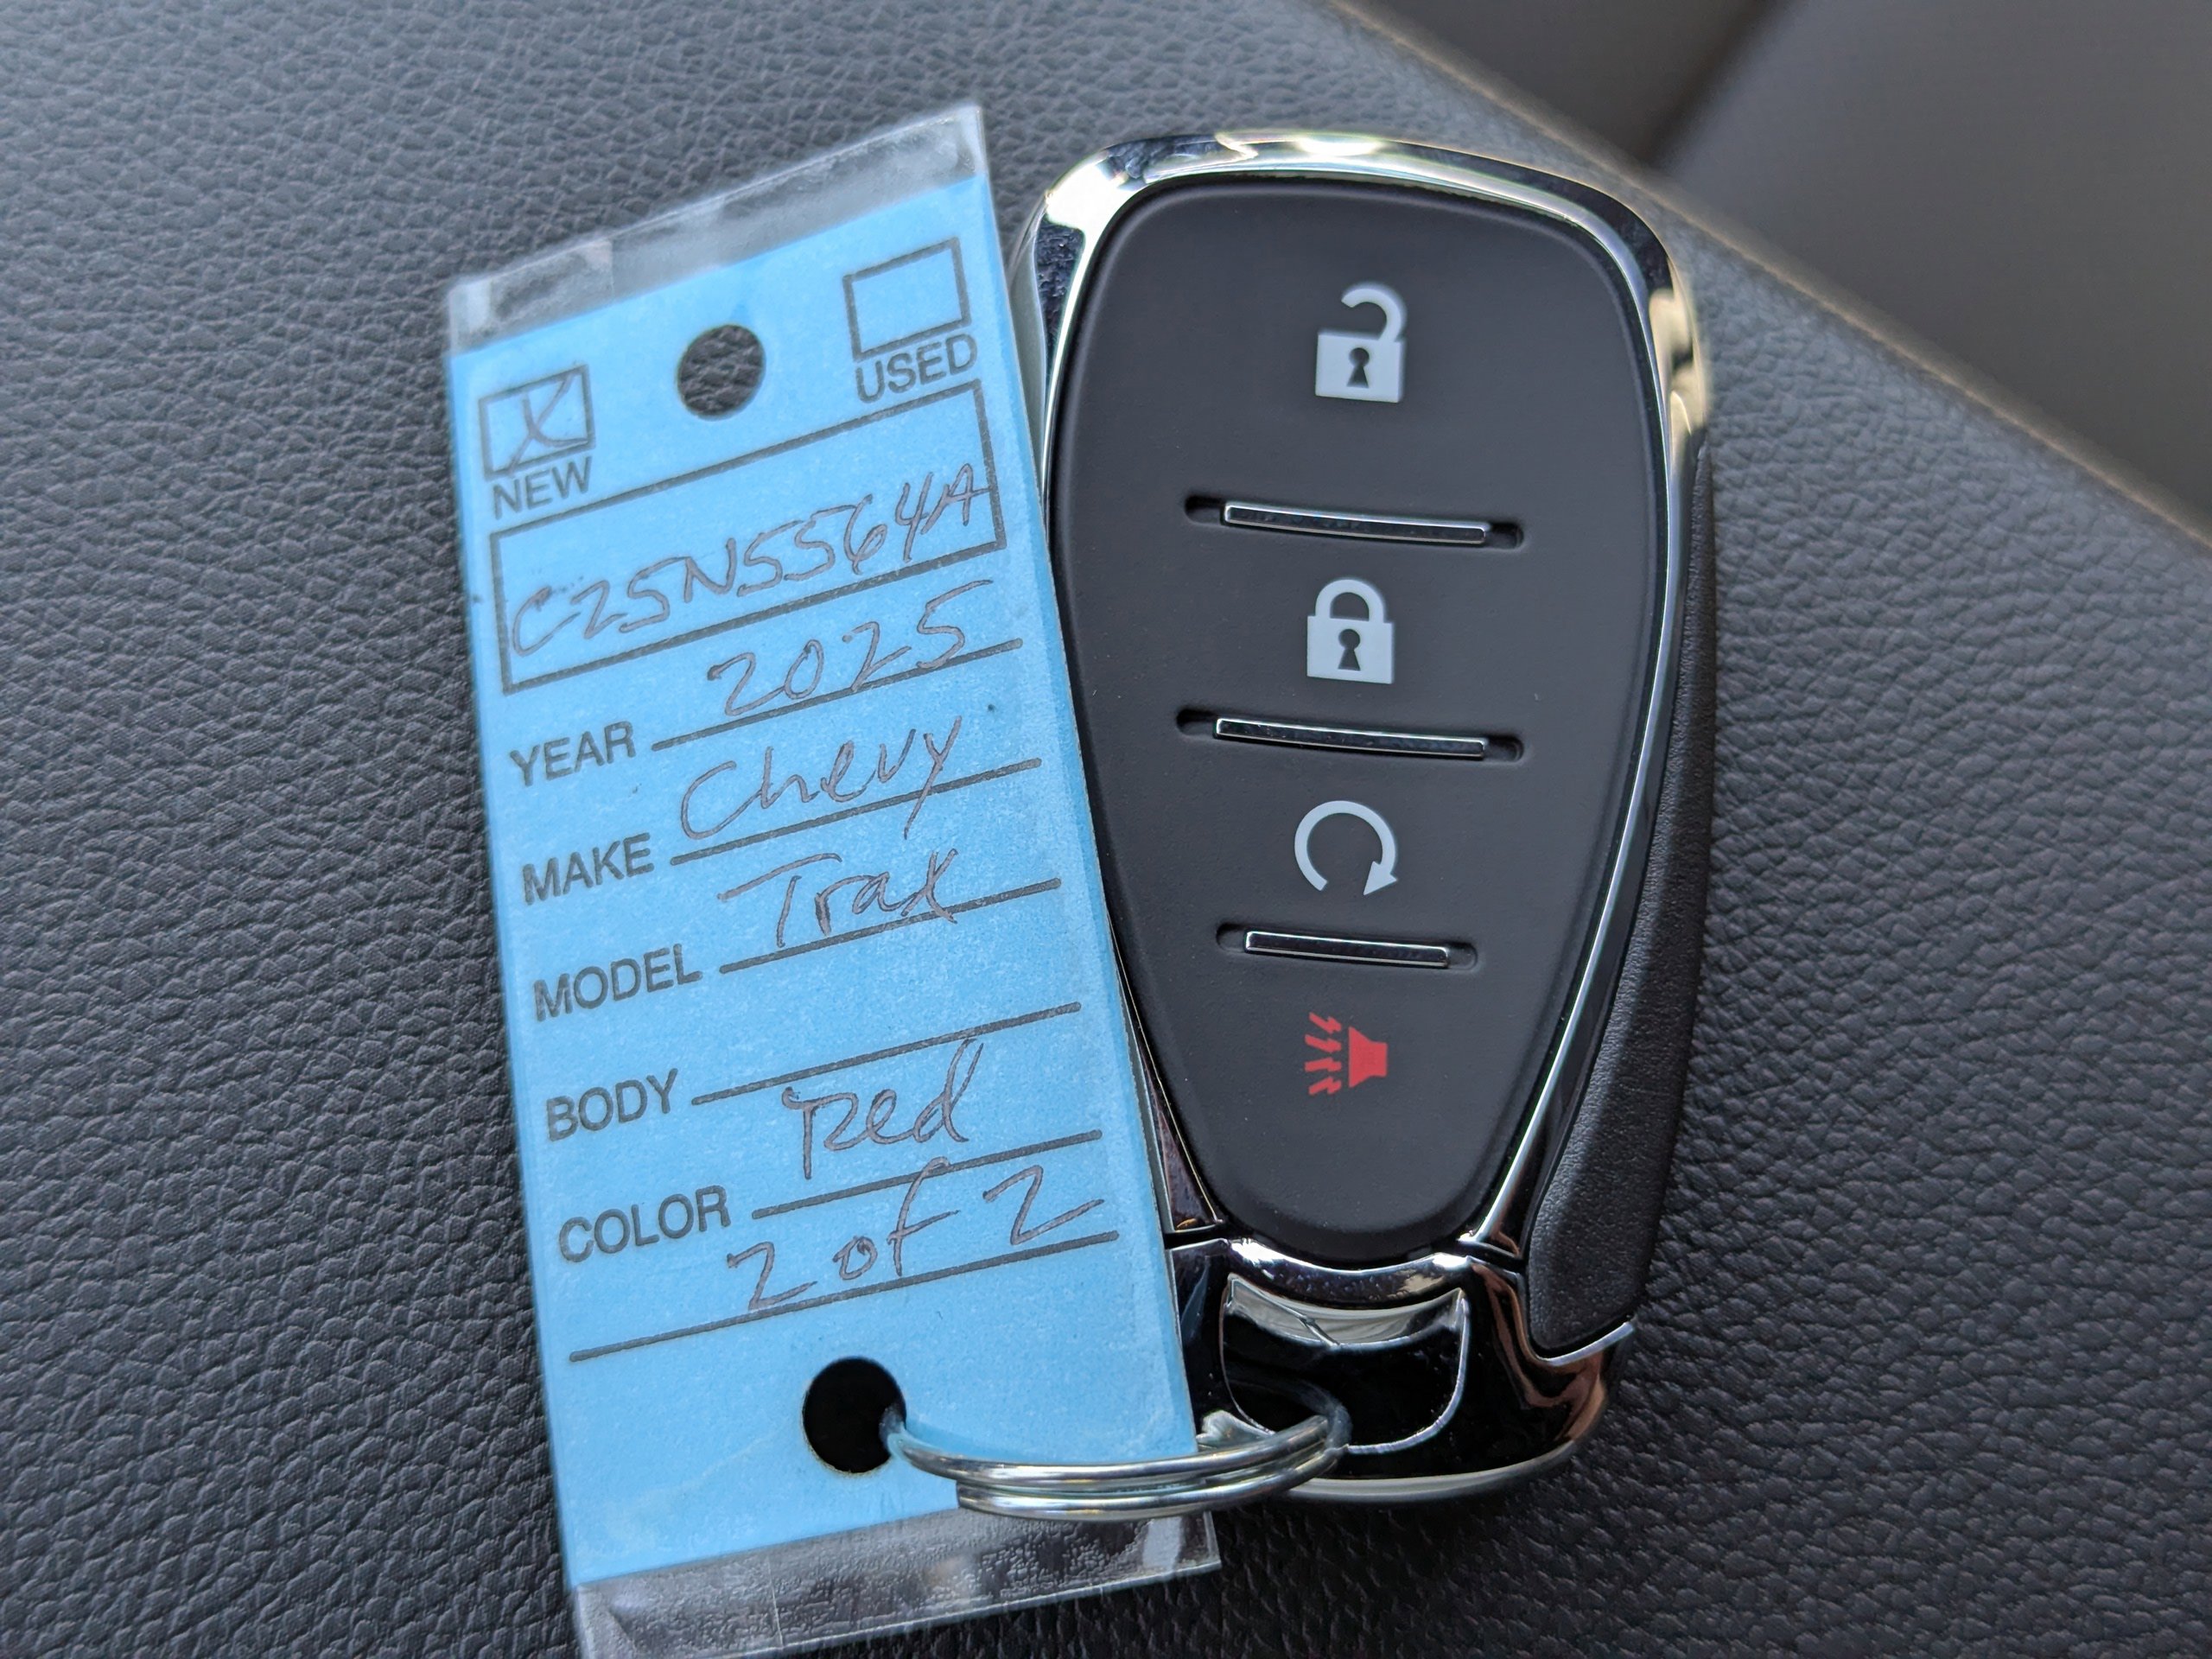 USED
X
NEW
C25N5564A
YEAR 2025
MAKE Chevy
MODEL Trax
BODY
COLOR Red
2 of 2